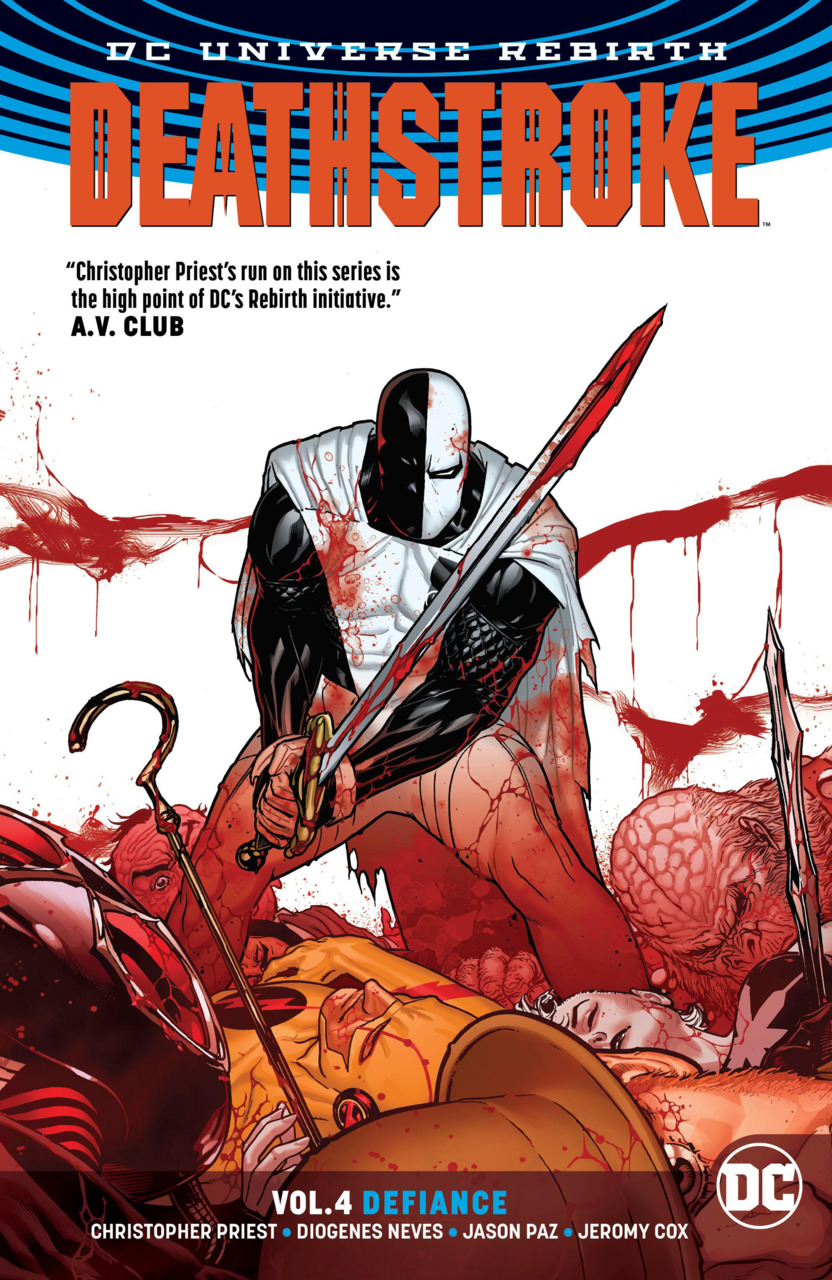 DC UNIVERSE REBIRTH
DEATHSTROKE™
“Christopher Priest’s run on this series is
the high point of DC’s Rebirth initiative.”
A.V. CLUB
VOL.4 DEFIANCE
CHRISTOPHER PRIEST • DIOGENES NEVES • JASON PAZ • JEROMY COX
DC